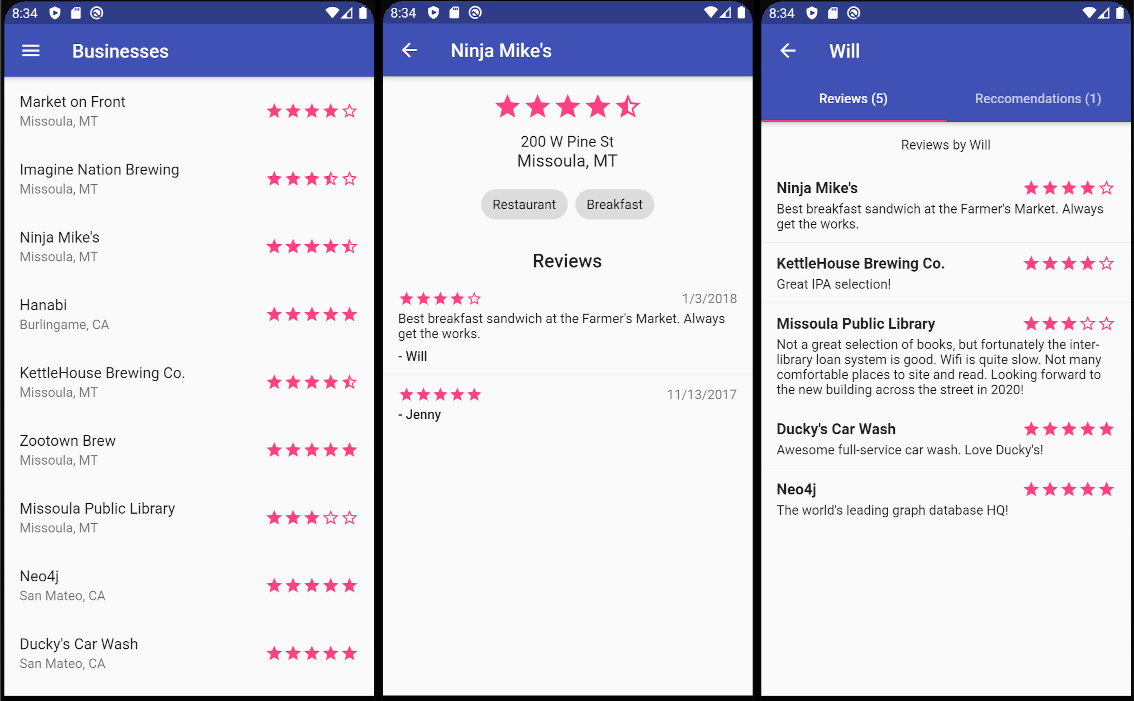 8:34
Businesses
Market on Front
Missoula, MT
Imagine Nation Brewing
Missoula, MT
Ninja Mike's
Missoula, MT
Hanabi
Burlingame, CA
KettleHouse Brewing Co.
Missoula, MT
Zootown Brew
Missoula, MT
Missoula Public Library
Missoula, MT
Neo4j
San Mateo, CA
Ducky's Car Wash
San Mateo, CA
8:34
Ninja Mike's
200 W Pine St
Missoula, MT
Restaurant Breakfast
Reviews
1/3/2018
Best breakfast sandwich at the Farmer's Market. Always
get the works.
- Will
11/13/2017
- Jenny
8:34
Will
Reviews (5) Reccomendations (1)
Reviews by Will
Ninja Mike's
Best breakfast sandwich at the Farmer's Market. Always
get the works.
KettleHouse Brewing Co.
Great IPA selection!
Missoula Public Library
Not a great selection of books, but fortunately the inter-
library loan system is good. Wifi is quite slow. Not many
comfortable places to site and read. Looking forward to
the new building across the street in 2020!
Ducky's Car Wash
Awesome full-service car wash. Love Ducky's!
Neo4j
The world's leading graph database HQ!